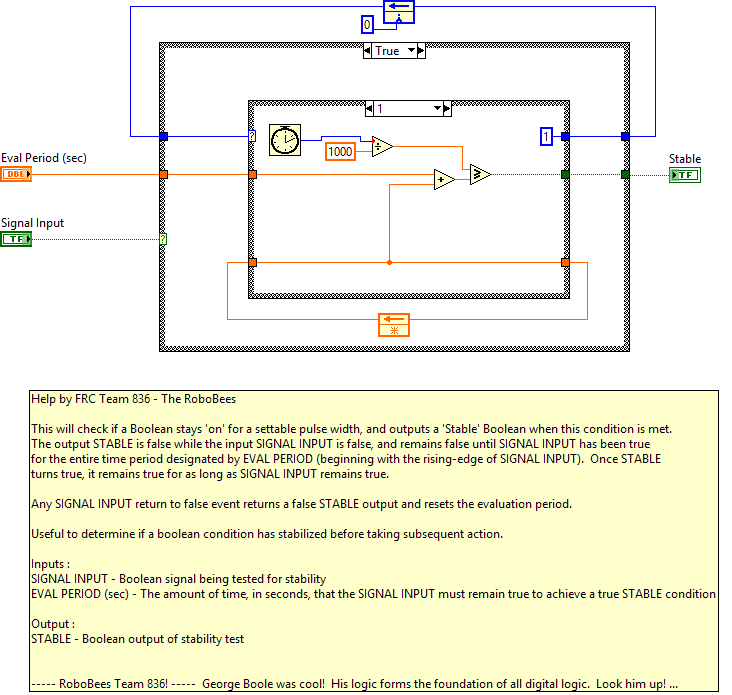 0
True
1
1
1000
Eval Period (sec)
DBL
Stable
TF
Signal Input
TF
Help by FRC Team 836 - The RoboBees
This will check if a Boolean stays 'on' for a settable pulse width, and outputs a 'Stable' Boolean when this condition is met.
The output STABLE is false while the input SIGNAL INPUT is false, and remains false until SIGNAL INPUT has been true
for the entire time period designated by EVAL PERIOD (beginning with the rising-edge of SIGNAL INPUT).  Once STABLE
turns true, it remains true for as long as SIGNAL INPUT remains true.
Any SIGNAL INPUT return to false event returns a false STABLE output and resets the evaluation period.
Useful to determine if a boolean condition has stabilized before taking subsequent action.
Inputs :
SIGNAL INPUT - Boolean signal being tested for stability
EVAL PERIOD (sec) - The amount of time, in seconds, that the SIGNAL INPUT must remain true to achieve a true STABLE condition
Output :
STABLE - Boolean output of stability test
----- RoboBees Team 836! -----  George Boole was cool!  His logic forms the foundation of all digital logic.  Look him up! ...